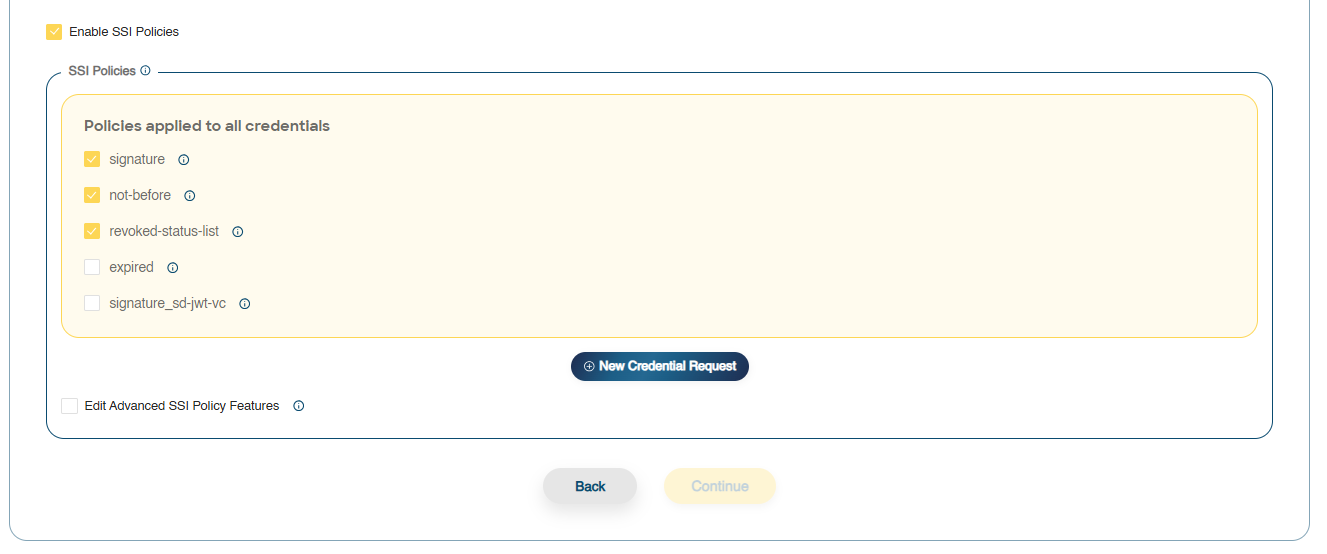 Enable SSI Policies
SSI Policies
Policies applied to all credentials
signature
not-before
revoked-status-list
expired
signature_sd-jwt-vc
New Credential Request
Edit Advanced SSI Policy Features
Back Continue